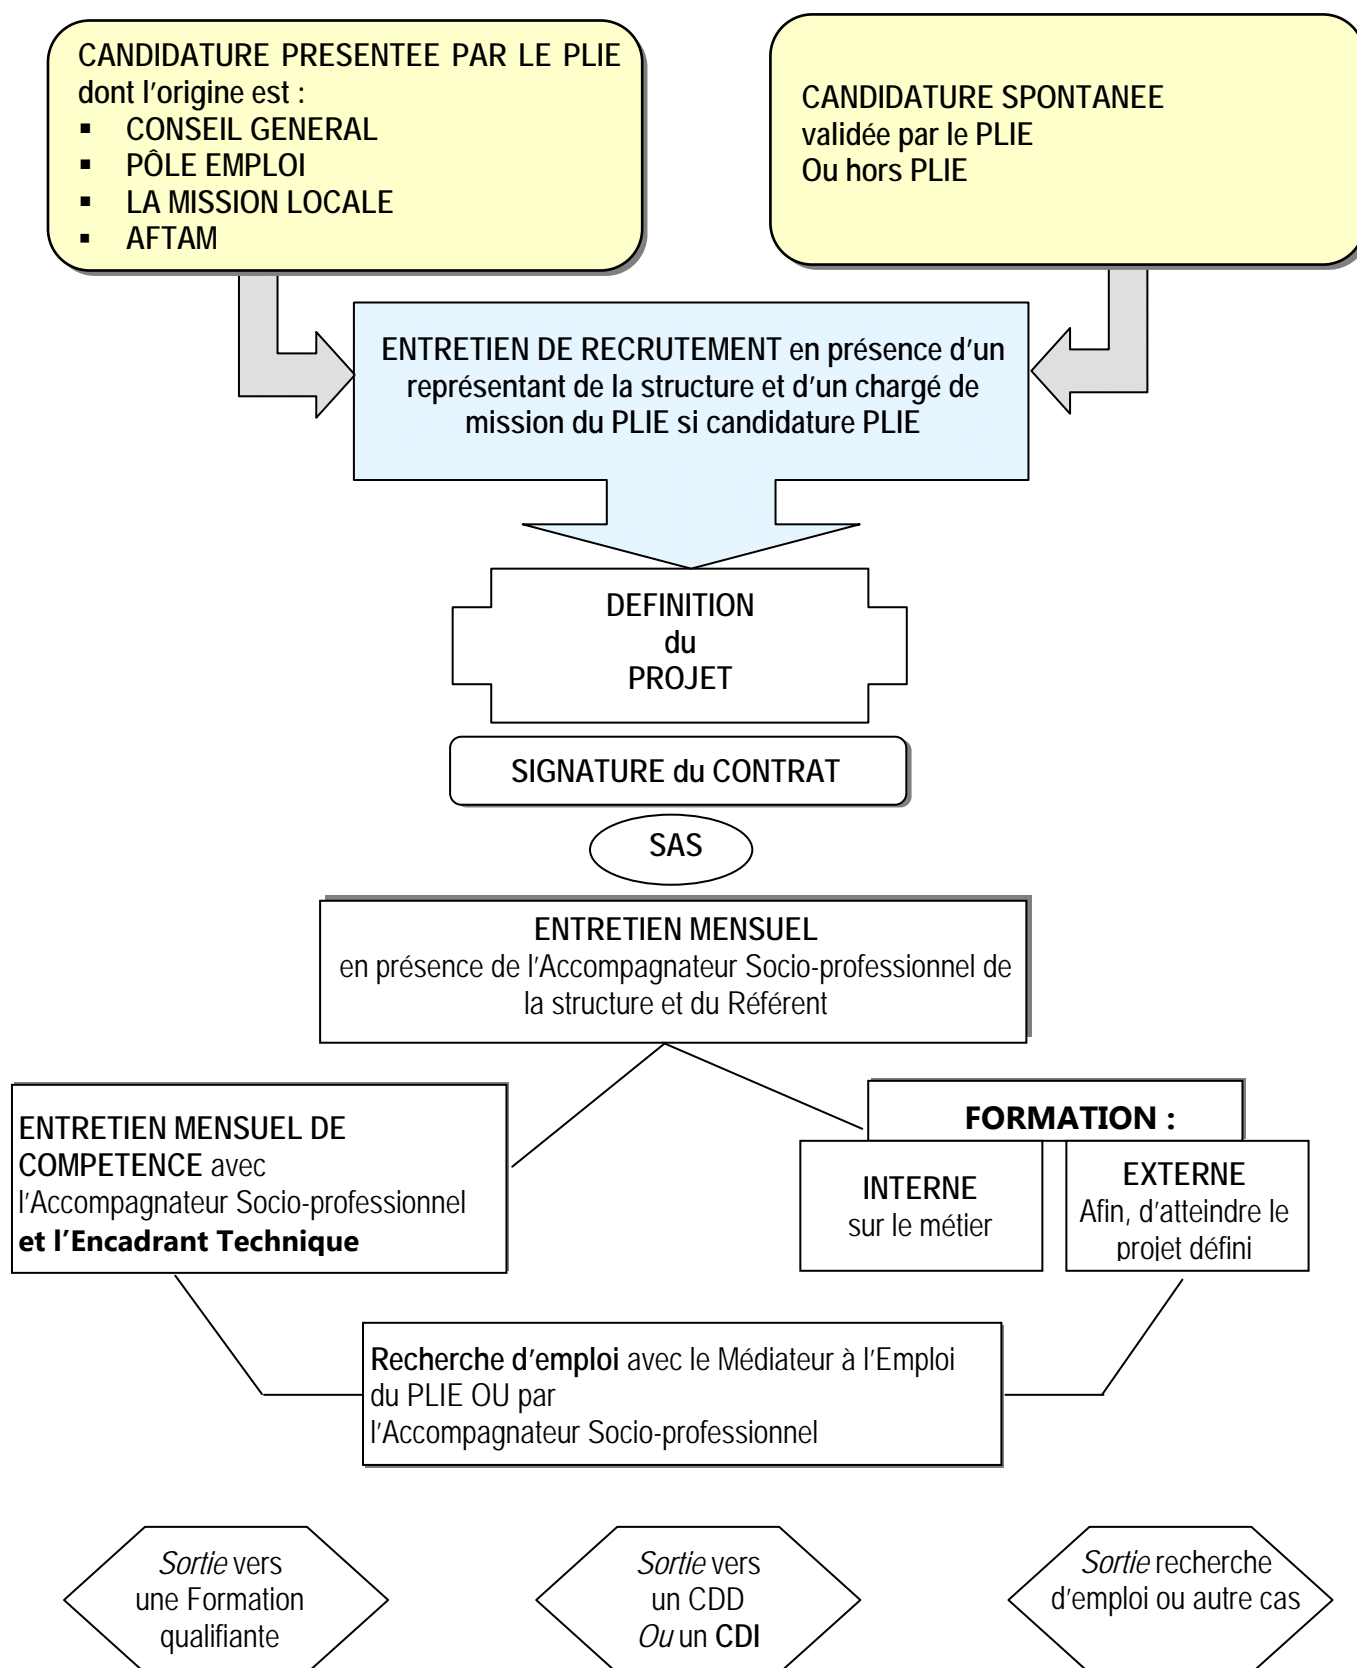 CANDIDATURE PRESENTEE PAR LE PLIE
dont l'origine est :
▪ CONSEIL GENERAL
▪ PÔLE EMPLOI
▪ LA MISSION LOCALE
▪ AFTAM
CANDIDATURE SPONTANEE
validée par le PLIE
Ou hors PLIE
ENTRETIEN DE RECRUTEMENT en présence d'un
représentant de la structure et d'un chargé de
mission du PLIE si candidature PLIE
DEFINITION
du
PROJET
SIGNATURE du CONTRAT
SAS
ENTRETIEN MENSUEL
en présence de l'Accompagnateur Socio-professionnel de
la structure et du Référent
ENTRETIEN MENSUEL DE
COMPETENCE avec
l'Accompagnateur Socio-professionnel
et l'Encadrant Technique
FORMATION :
INTERNE
sur le métier
EXTERNE
Afin, d'atteindre le
projet défini
Recherche d'emploi avec le Médiateur à l'Emploi
du PLIE OU par
l'Accompagnateur Socio-professionnel
Sortie vers
une Formation
qualifiante
Sortie vers
un CDD
Ou un CDI
Sortie recherche
d'emploi ou autre cas